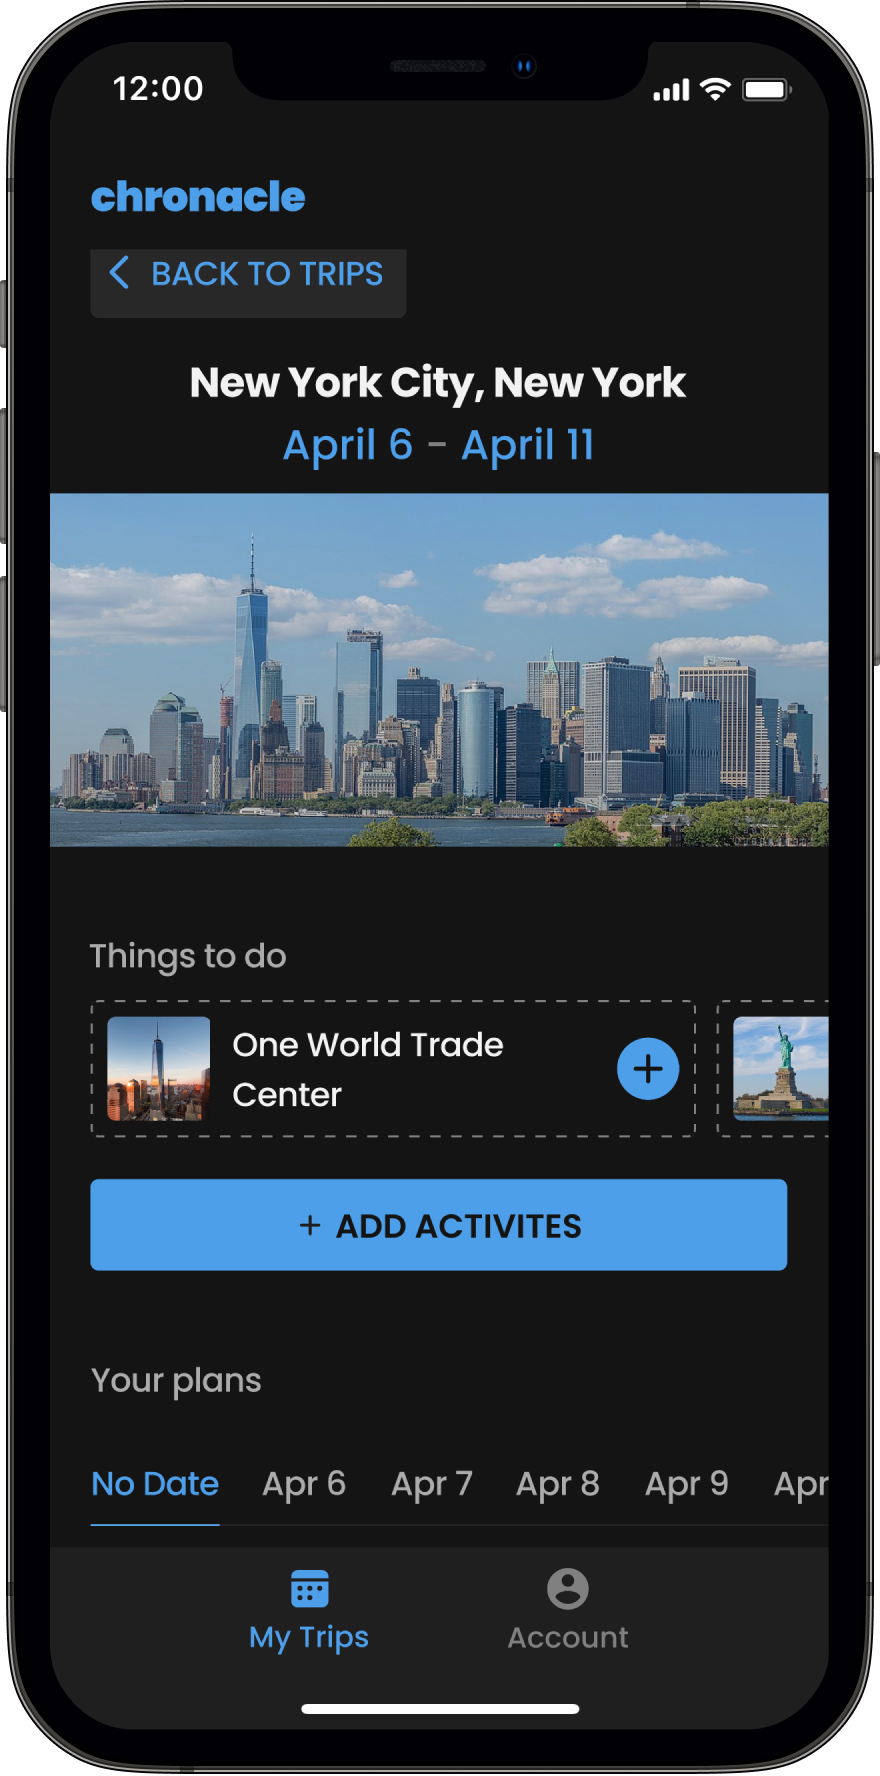 12:00
chronacle
BACK TO TRIPS
New York City, New York
April 6 - April 11
Things to do
One World Trade
Center
+ ADD ACTIVITES
Your plans
No Date Apr 6 Apr 7 Apr 8 Apr 9 Apr
My Trips Account